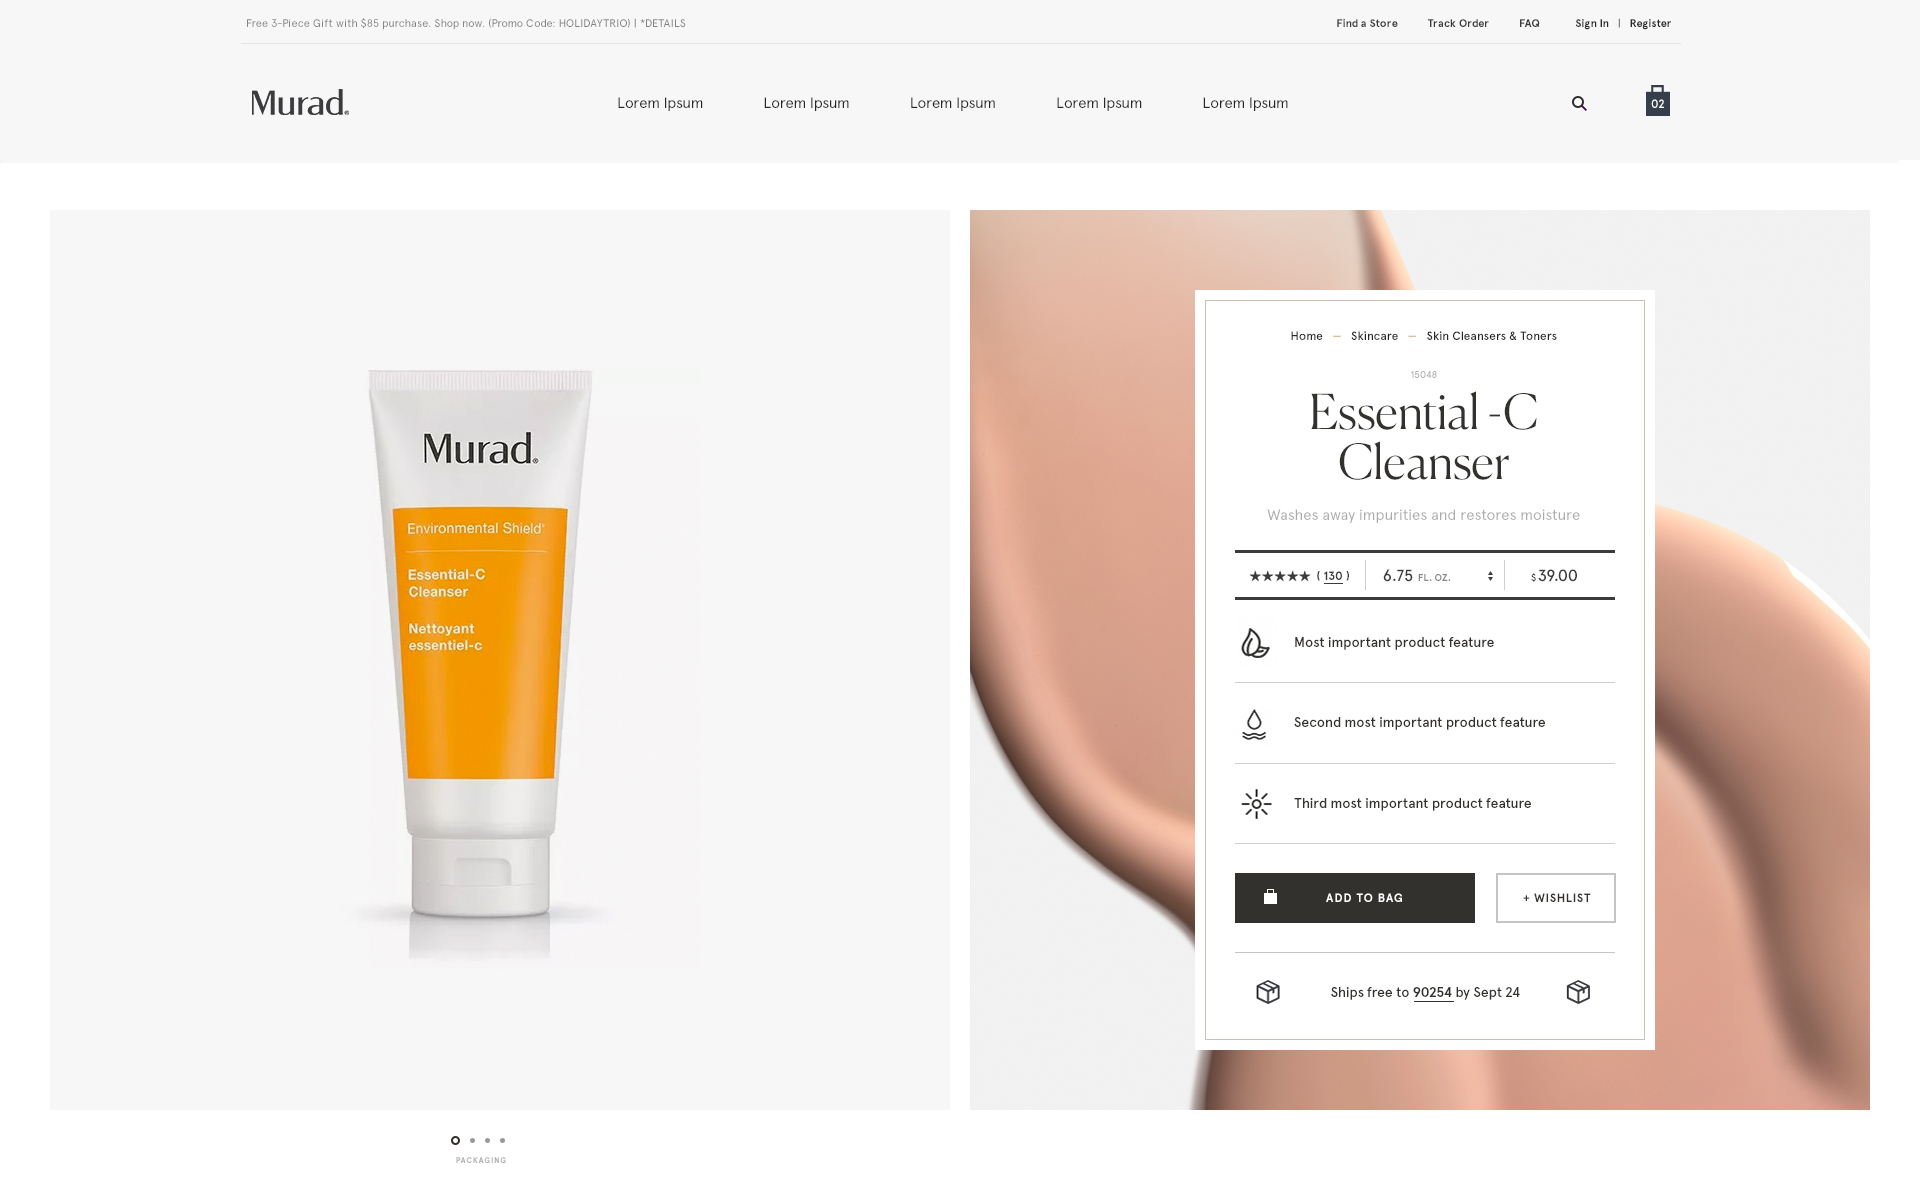 Free 3-Piece Gift with $85 purchase. Shop now. (Promo Code: HOLIDAYTRIO) | *DETAILS
Find a Store Track Order FAQ Sign In | Register
Murad.®
Lorem Ipsum Lorem Ipsum Lorem Ipsum Lorem Ipsum Lorem Ipsum
02
Murad.®
Environmental Shield®
Essential-C
Cleanser
Nettoyant
essentiel-c
PACKAGING
Home — Skincare — Skin Cleansers & Toners
15048
Essential -C
Cleanser
Washes away impurities and restores moisture
★★★★★ ( 130 ) 6.75 FL. OZ. $39.00
Most important product feature
Second most important product feature
Third most important product feature
ADD TO BAG + WISHLIST
Ships free to 90254 by Sept 24